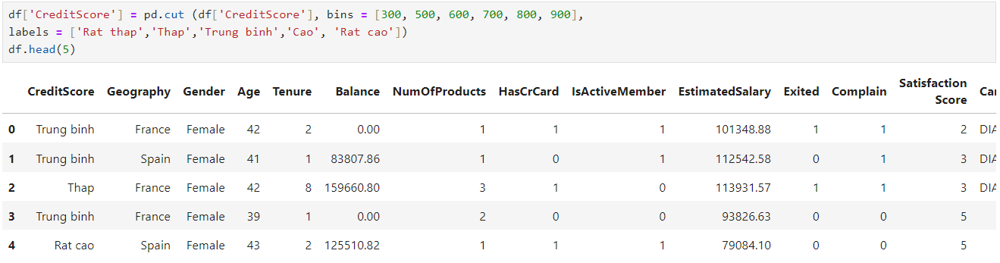 df['CreditScore'] = pd.cut (df['CreditScore'], bins = [300, 500, 600, 700, 800, 900],
labels = ['Rat thap','Thap','Trung binh','Cao', 'Rat cao'])
df.head(5)
CreditScore Geography Gender Age Tenure Balance NumOfProducts HasCrCard IsActiveMember EstimatedSalary Exited Complain Satisfaction Score Car
0 Trung binh France Female 42 2 0.00 1 1 1 101348.88 1 1 2 DIA
1 Trung binh Spain Female 41 1 83807.86 1 0 1 112542.58 0 1 3 DIA
2 Thap France Female 42 8 159660.80 3 1 0 113931.57 1 1 3 DIA
3 Trung binh France Female 39 1 0.00 2 0 0 93826.63 0 0 5
4 Rat cao Spain Female 43 2 125510.82 1 1 1 79084.10 0 0 5